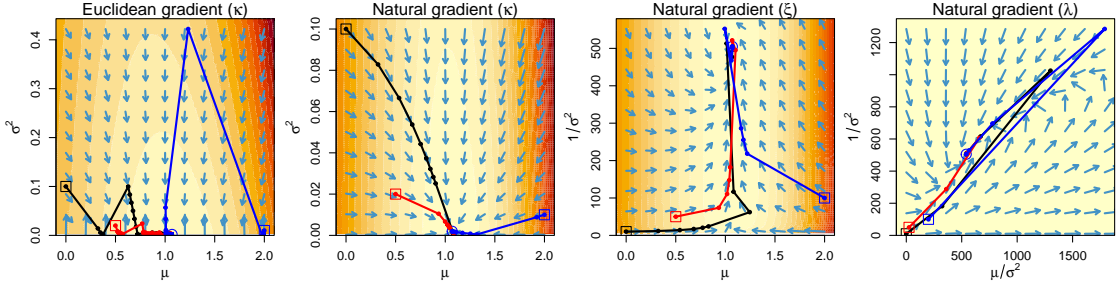 Euclidean gradient (κ)
σ²
0.4
0.3
0.2
0.1
0.0
0.0 0.5 1.0 1.5 2.0
μ
Natural gradient (κ)
σ²
0.10
0.08
0.06
0.04
0.02
0.00
0.0 0.5 1.0 1.5 2.0
μ
Natural gradient (ξ)
1/σ²
500
400
300
200
100
0
0.0 0.5 1.0 1.5 2.0
μ
Natural gradient (λ)
1/σ²
1200
1000
800
600
400
200
0
0 500 1000 1500
μ/σ²